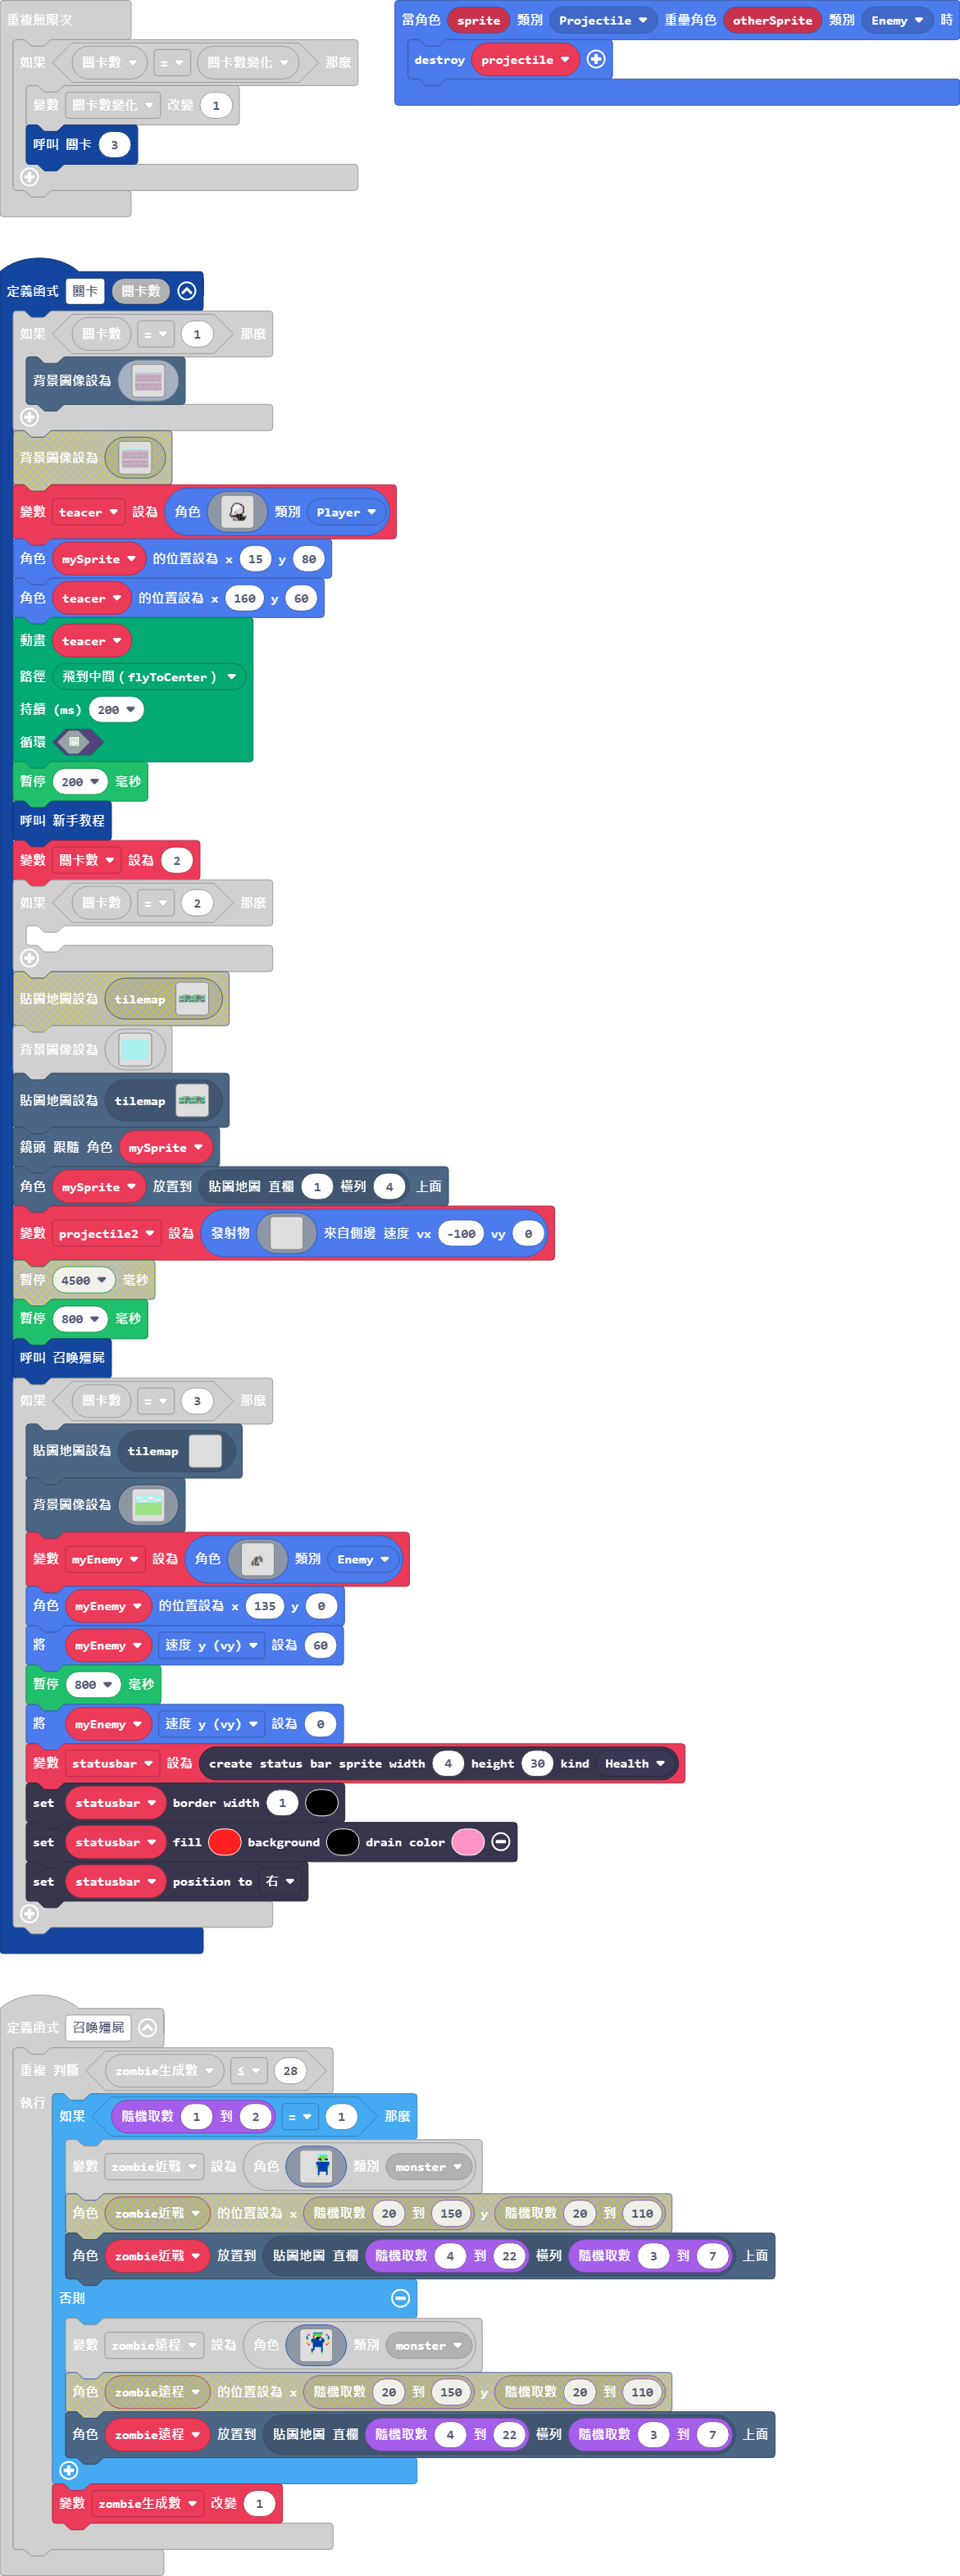 重複無限次
如果 關卡數 = 關卡數變化 那麼
變數 關卡數變化 改變 1
呼叫 關卡 3
當角色 sprite 類別 Projectile 重疊角色 otherSprite 類別 Enemy 時
destroy projectile
定義函式 關卡 關卡數
如果 關卡數 = 1 那麼
背景圖像設為
背景圖像設為
變數 teacer 設為 角色 類別 Player
角色 mySprite 的位置設為 x 15 y 80
角色 teacer 的位置設為 x 160 y 60
動畫 teacer
路徑 飛到中間 ( flyToCenter )
持續 (ms) 200
循環 關
暫停 200 毫秒
呼叫 新手教程
變數 關卡數 設為 2
如果 關卡數 = 2 那麼
貼圖地圖設為 tilemap
背景圖像設為
貼圖地圖設為 tilemap
鏡頭 跟隨 角色 mySprite
角色 mySprite 放置到 貼圖地圖 直欄 1 橫列 4 上面
變數 projectile2 設為 發射物 來自側邊 速度 vx -100 vy 0
暫停 4500 毫秒
暫停 800 毫秒
呼叫 召喚殭屍
如果 關卡數 = 3 那麼
貼圖地圖設為 tilemap
背景圖像設為
變數 myEnemy 設為 角色 類別 Enemy
角色 myEnemy 的位置設為 x 135 y 0
將 myEnemy 速度 y (vy) 設為 60
暫停 800 毫秒
將 myEnemy 速度 y (vy) 設為 0
變數 statusbar 設為 create status bar sprite width 4 height 30 kind Health
set statusbar border width 1
set statusbar fill background drain color
set statusbar position to 右
定義函式 召喚殭屍
重複 判斷 zombie生成數 ≤ 28
執行
如果 隨機取數 1 到 2 = 1 那麼
變數 zombie近戰 設為 角色 類別 monster
角色 zombie近戰 的位置設為 x 隨機取數 20 到 150 y 隨機取數 20 到 110
角色 zombie近戰 放置到 貼圖地圖 直欄 隨機取數 4 到 22 橫列 隨機取數 3 到 7 上面
否則
變數 zombie遠程 設為 角色 類別 monster
角色 zombie遠程 的位置設為 x 隨機取數 20 到 150 y 隨機取數 20 到 110
角色 zombie遠程 放置到 貼圖地圖 直欄 隨機取數 4 到 22 橫列 隨機取數 3 到 7 上面
變數 zombie生成數 改變 1